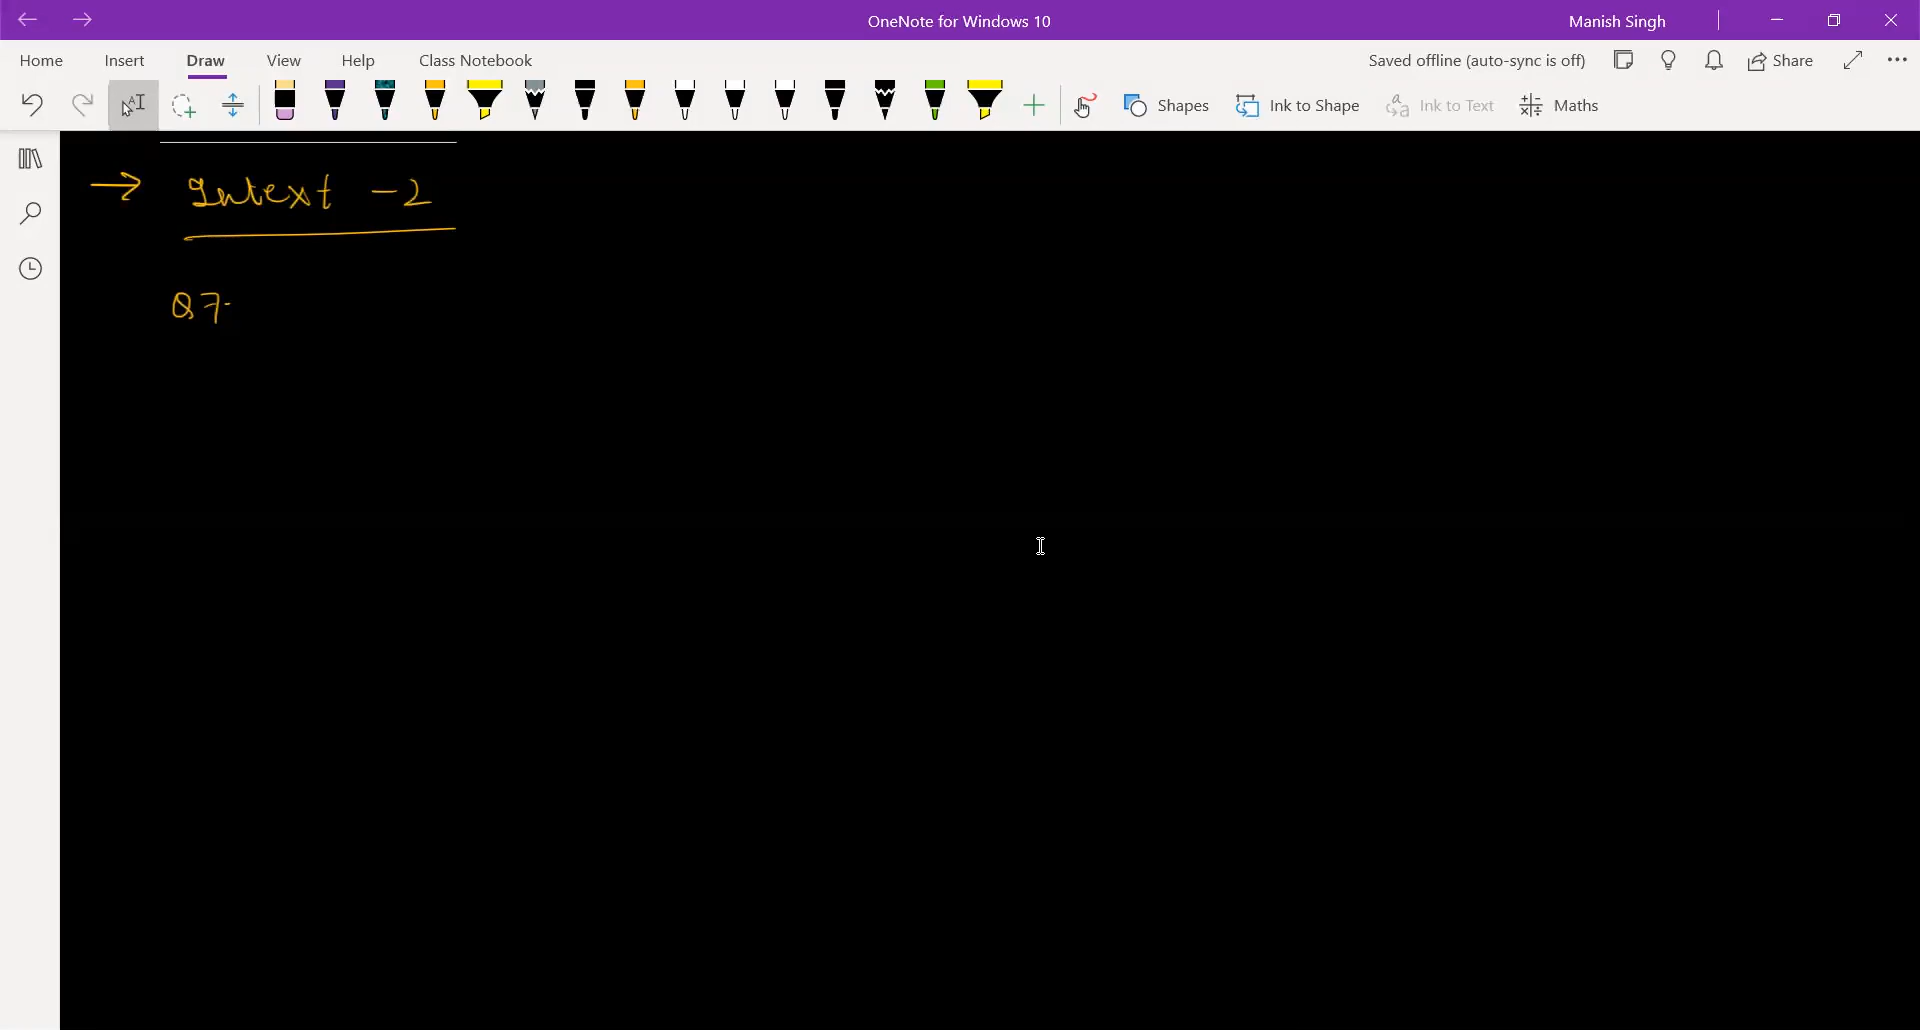 OneNote for Windows 10 Manish Singh
Home Insert Draw View Help Class Notebook Saved offline (auto-sync is off) Share
Shapes Ink to Shape Ink to Text Maths
→ Intext -2
Q7.